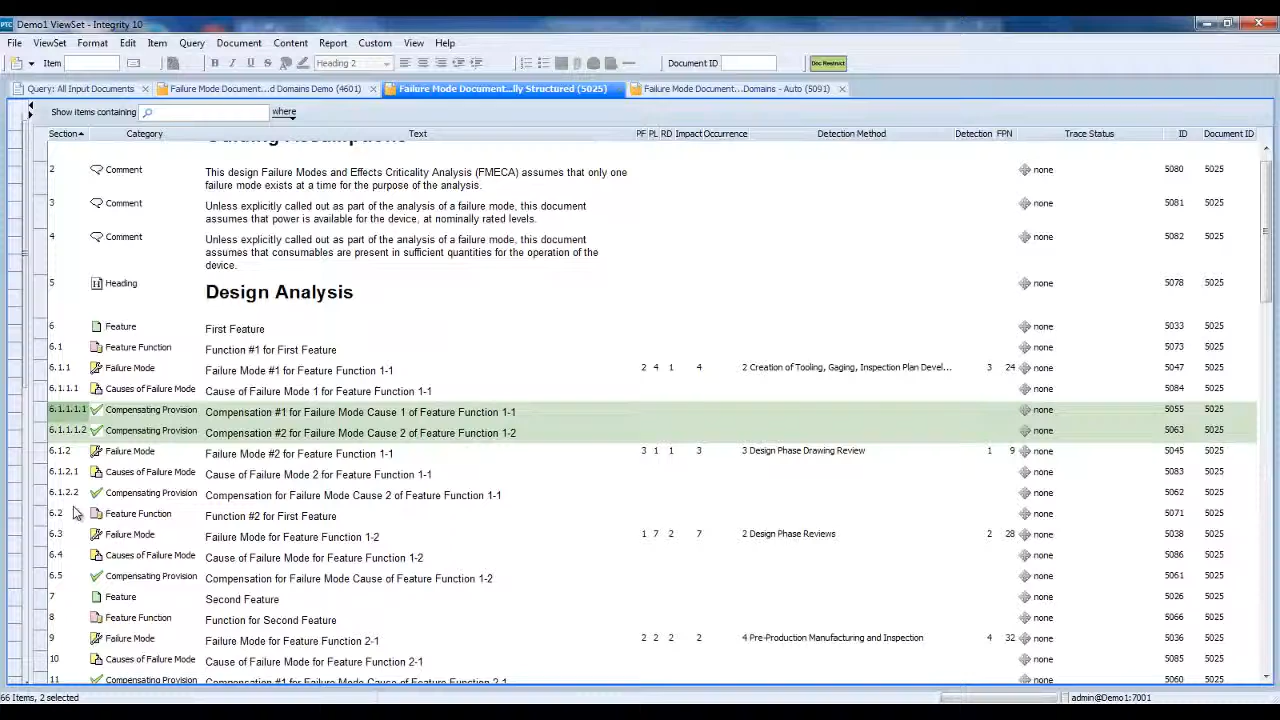 PTC Demo1 ViewSet - Integrity 10
File ViewSet Format Edit Item Query Document Content Report Custom View Help
Item B I U S Heading 2 Document ID Doc Restruct
Query: All Input Documents Failure Mode Document...d Domains Demo (4601) Failure Mode Document...lly Structured (5025) Failure Mode Document...Domains - Auto (5091)
Show items containing where
Section Category Text PF PL RD Impact Occurrence Detection Method Detection FPN Trace Status ID Document ID
2 Comment This design Failure Modes and Effects Criticality Analysis (FMECA) assumes that only one none 5080 5025
failure mode exists at a time for the purpose of the analysis.
3 Comment Unless explicitly called out as part of the analysis of a failure mode, this document none 5081 5025
assumes that power is available for the device, at nominally rated levels.
4 Comment Unless explicitly called out as part of the analysis of a failure mode, this document none 5082 5025
assumes that consumables are present in sufficient quantities for the operation of the
device.
5 H Heading Design Analysis none 5078 5025
6 Feature First Feature none 5033 5025
6.1 Feature Function Function #1 for First Feature none 5073 5025
6.1.1 Failure Mode Failure Mode #1 for Feature Function 1-1 2 4 1 4 2 Creation of Tooling, Gaging, Inspection Plan Devel... 3 24 none 5047 5025
6.1.1.1 Causes of Failure Mode Cause of Failure Mode 1 for Feature Function 1-1 none 5084 5025
6.1.1.1.1 Compensating Provision Compensation #1 for Failure Mode Cause 1 of Feature Function 1-1 none 5055 5025
6.1.1.1.2 Compensating Provision Compensation #2 for Failure Mode Cause 2 of Feature Function 1-2 none 5063 5025
6.1.2 Failure Mode Failure Mode #2 for Feature Function 1-1 3 1 1 3 3 Design Phase Drawing Review 1 9 none 5045 5025
6.1.2.1 Causes of Failure Mode Cause of Failure Mode 2 for Feature Function 1-1 none 5083 5025
6.1.2.2 Compensating Provision Compensation for Failure Mode Cause 2 of Feature Function 1-1 none 5062 5025
6.2 Feature Function Function #2 for First Feature none 5071 5025
6.3 Failure Mode Failure Mode for Feature Function 1-2 1 7 2 7 2 Design Phase Reviews 2 28 none 5038 5025
6.4 Causes of Failure Mode Cause of Failure Mode for Feature Function 1-2 none 5086 5025
6.5 Compensating Provision Compensation for Failure Mode Cause of Feature Function 1-2 none 5061 5025
7 Feature Second Feature none 5026 5025
8 Feature Function Function for Second Feature none 5066 5025
9 Failure Mode Failure Mode for Feature Function 2-1 2 2 2 2 4 Pre-Production Manufacturing and Inspection 4 32 none 5036 5025
10 Causes of Failure Mode Cause of Failure Mode for Feature Function 2-1 none 5085 5025
11 Compensating Provision Compensation #1 for Failure Mode Cause of Feature Function 2-1 none 5060 5025
66 Items, 2 selected admin@Demo1:7001